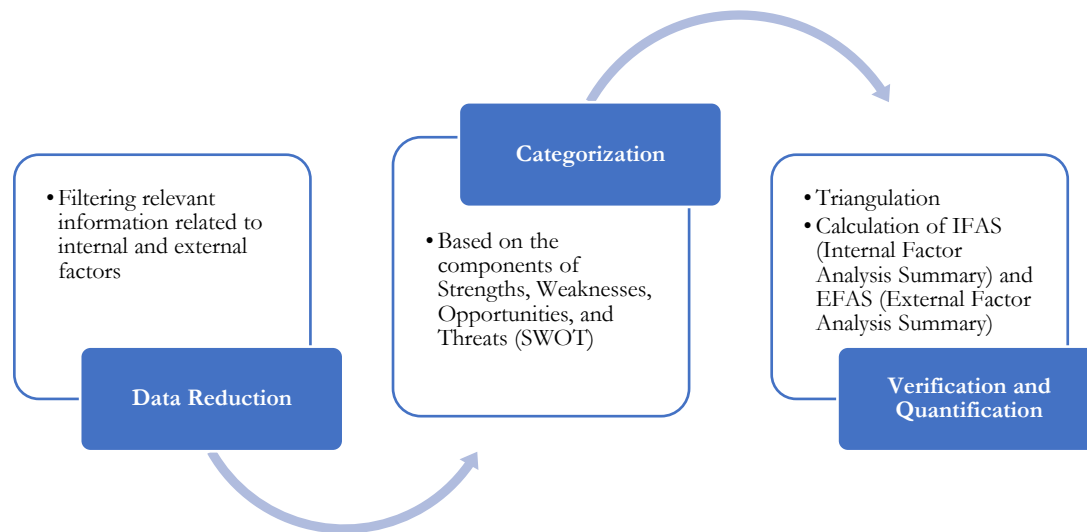 • Filtering relevant
information related to
internal and external
factors
Data Reduction
Categorization
• Based on the
components of
Strengths, Weaknesses,
Opportunities, and
Threats (SWOT)
• Triangulation
• Calculation of IFAS
(Internal Factor
Analysis Summary) and
EFAS (External Factor
Analysis Summary)
Verification and
Quantification